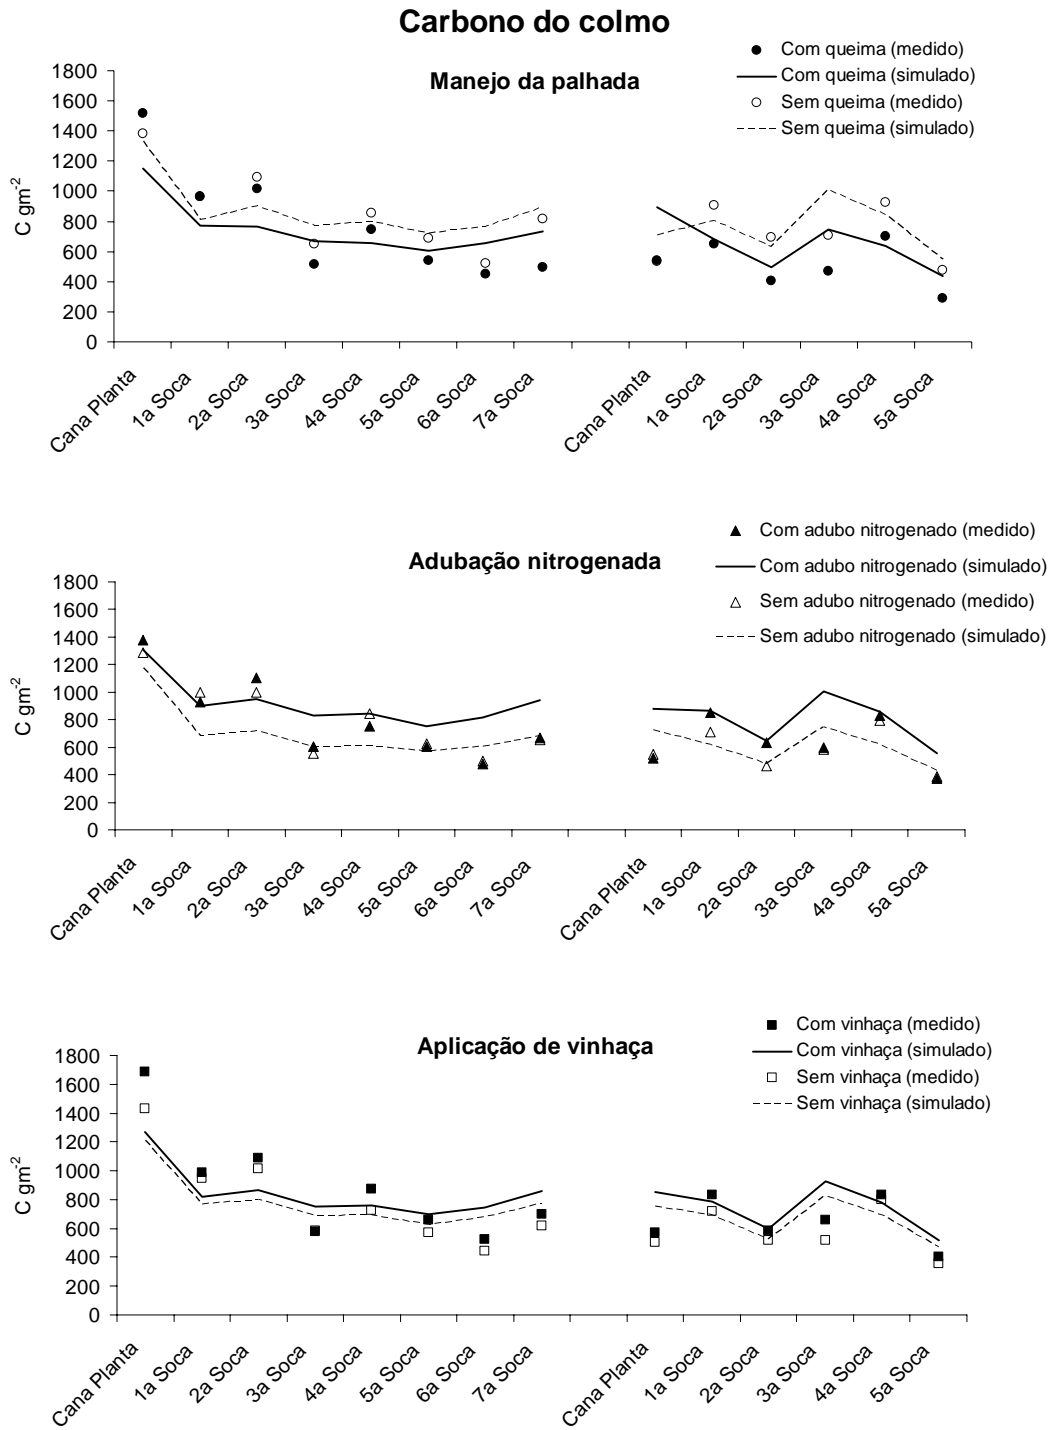 Carbono do colmo
Manejo da palhada
Com queima (medido)
Com queima (simulado)
Sem queima (medido)
Sem queima (simulado)
C gm-2
1800
1600
1400
1200
1000
800
600
400
200
0
Cana Planta
1a Soca
2a Soca
3a Soca
4a Soca
5a Soca
6a Soca
7a Soca
Cana Planta
1a Soca
2a Soca
3a Soca
4a Soca
5a Soca
Adubação nitrogenada
Com adubo nitrogenado (medido)
Com adubo nitrogenado (simulado)
Sem adubo nitrogenado (medido)
Sem adubo nitrogenado (simulado)
C gm-2
1800
1600
1400
1200
1000
800
600
400
200
0
Cana Planta
1a Soca
2a Soca
3a Soca
4a Soca
5a Soca
6a Soca
7a Soca
Cana Planta
1a Soca
2a Soca
3a Soca
4a Soca
5a Soca
Aplicação de vinhaça
Com vinhaça (medido)
Com vinhaça (simulado)
Sem vinhaça (medido)
Sem vinhaça (simulado)
C gm-2
1800
1600
1400
1200
1000
800
600
400
200
0
Cana Planta
1a Soca
2a Soca
3a Soca
4a Soca
5a Soca
6a Soca
7a Soca
Cana Planta
1a Soca
2a Soca
3a Soca
4a Soca
5a Soca